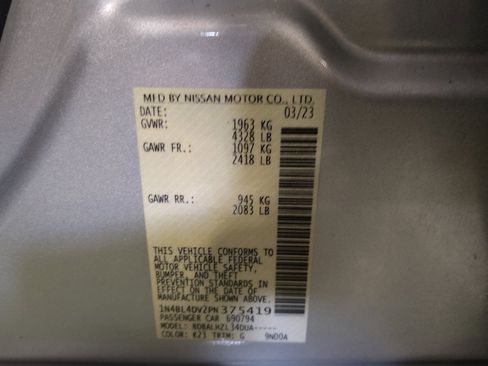 MFD BY NISSAN MOTOR CO., LTD.
DATE: 03/23
GVWR: 1963 KG
4328 LB
GAWR FR.: 1097 KG
2418 LB
GAWR RR.: 945 KG
2083 LB
THIS VEHICLE CONFORMS TO
ALL APPLICABLE FEDERAL
MOTOR VEHICLE SAFETY,
BUMPER, AND THEFT
PREVENTION STANDARDS IN
EFFECT ON THE DATE OF
MANUFACTURE SHOWN ABOVE.
1N4BL4DV2PN375419
PASSENGER CAR 690794
MODEL: BDBALHZL34DUA-----
COLOR: K23 TRIM: G 9N00A